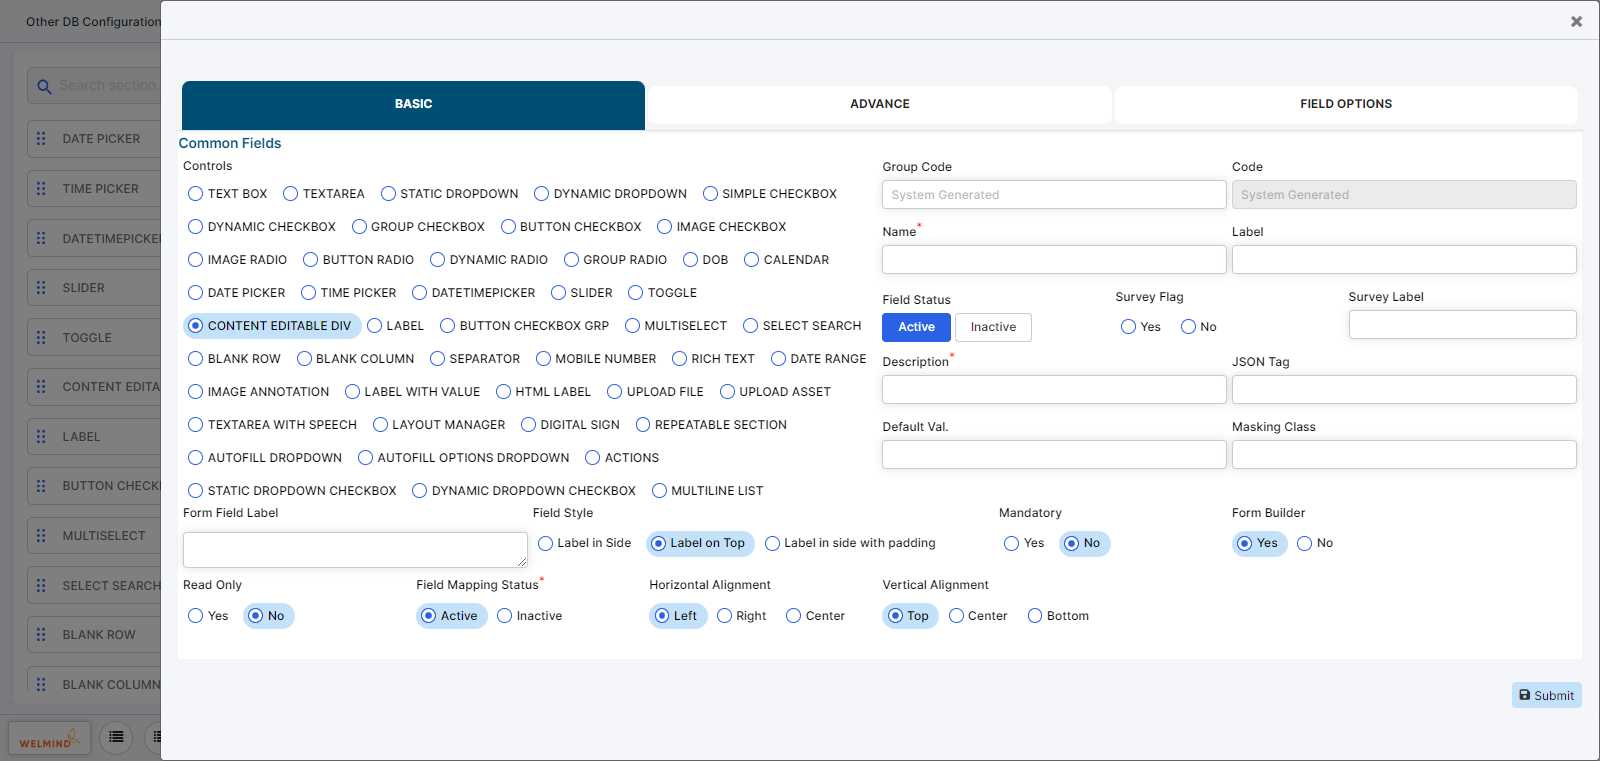 Other DB Configuration
×
Search section
DATE PICKER
TIME PICKER
DATETIMEPICKE
SLIDER
TOGGLE
CONTENT EDITA
LABEL
BUTTON CHECK
MULTISELECT
SELECT SEARCH
BLANK ROW
BLANK COLUMN
WELMIND
BASIC ADVANCE FIELD OPTIONS
Common Fields
Controls
TEXT BOX TEXTAREA STATIC DROPDOWN DYNAMIC DROPDOWN SIMPLE CHECKBOX
DYNAMIC CHECKBOX GROUP CHECKBOX BUTTON CHECKBOX IMAGE CHECKBOX
IMAGE RADIO BUTTON RADIO DYNAMIC RADIO GROUP RADIO DOB CALENDAR
DATE PICKER TIME PICKER DATETIMEPICKER SLIDER TOGGLE
CONTENT EDITABLE DIV LABEL BUTTON CHECKBOX GRP MULTISELECT SELECT SEARCH
BLANK ROW BLANK COLUMN SEPARATOR MOBILE NUMBER RICH TEXT DATE RANGE
IMAGE ANNOTATION LABEL WITH VALUE HTML LABEL UPLOAD FILE UPLOAD ASSET
TEXTAREA WITH SPEECH LAYOUT MANAGER DIGITAL SIGN REPEATABLE SECTION
AUTOFILL DROPDOWN AUTOFILL OPTIONS DROPDOWN ACTIONS
STATIC DROPDOWN CHECKBOX DYNAMIC DROPDOWN CHECKBOX MULTILINE LIST
Group Code Code
System Generated System Generated
Name* Label
Field Status Survey Flag Survey Label
Active Inactive Yes No
Description* JSON Tag
Default Val. Masking Class
Form Field Label Field Style Mandatory Form Builder
Label in Side Label on Top Label in side with padding Yes No Yes No
Read Only Field Mapping Status* Horizontal Alignment Vertical Alignment
Yes No Active Inactive Left Right Center Top Center Bottom
Submit